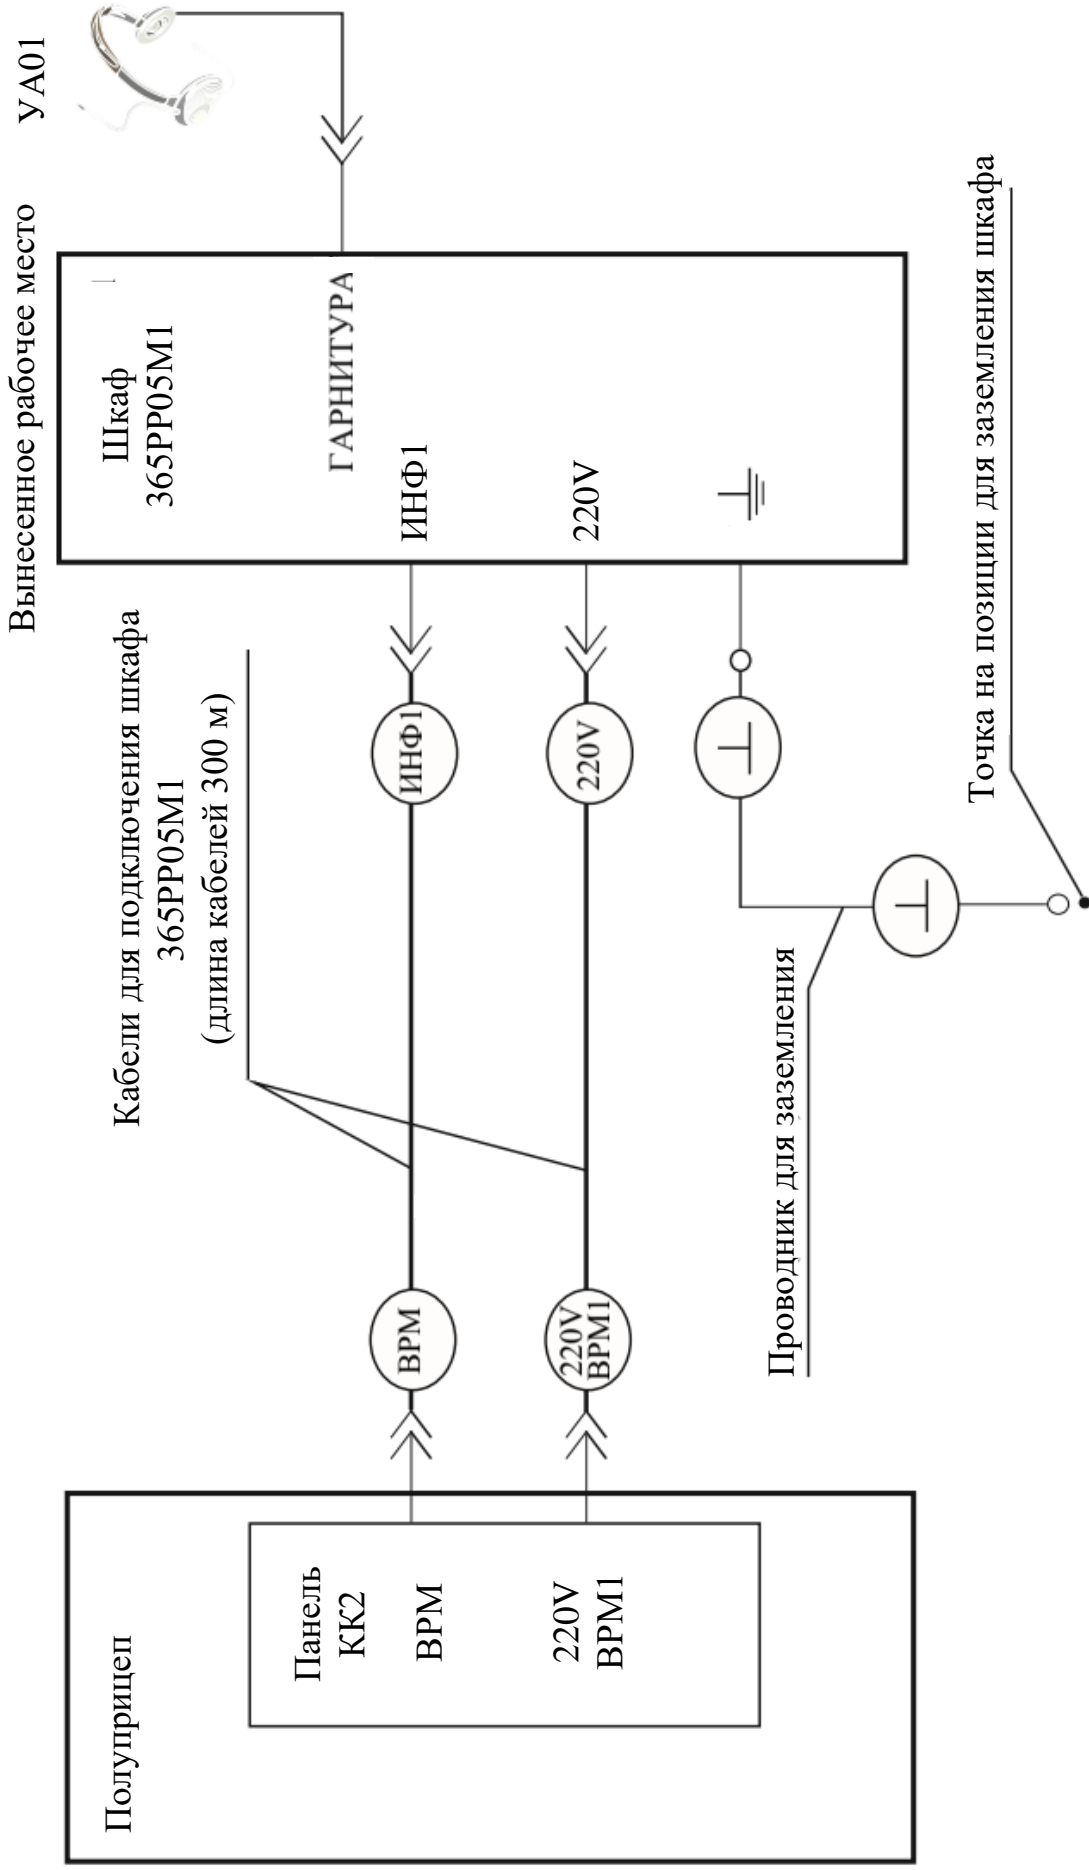 Полуприцеп
Панель
КК2
ВРМ
220V
ВРМ1
ВРМ
220V
ВРМ1
Кабели для подключения шкафа
365РР05М1
(длина кабелей 300 м)
Проводник для заземления
ИНФ1
220V
Вынесенное рабочее место
Шкаф
365РР05М1
ГАРНИТУРА
ИНФ1
220V
УА01
Точка на позиции для заземления шкафа